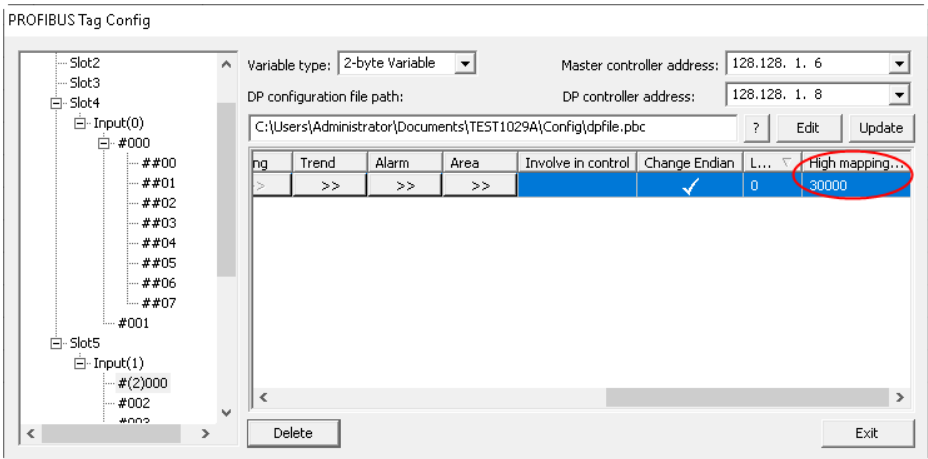 PROFIBUS Tag Config
Slot2
Slot3
Slot4
Input(0)
#000
##00
##01
##02
##03
##04
##05
##06
##07
#001
Slot5
Input(1)
#(2)000
#002
#003
Variable type: 2-byte Variable
Master controller address: 128.128. 1. 6
DP configuration file path:
DP controller address: 128.128. 1. 8
C:\Users\Administrator\Documents\TEST1029A\Config\dpfile.pbc ? Edit Update
ng Trend Alarm Area Involve in control Change Endian L... High mapping...
> >> >> >> ✓ 0 30000
Delete Exit